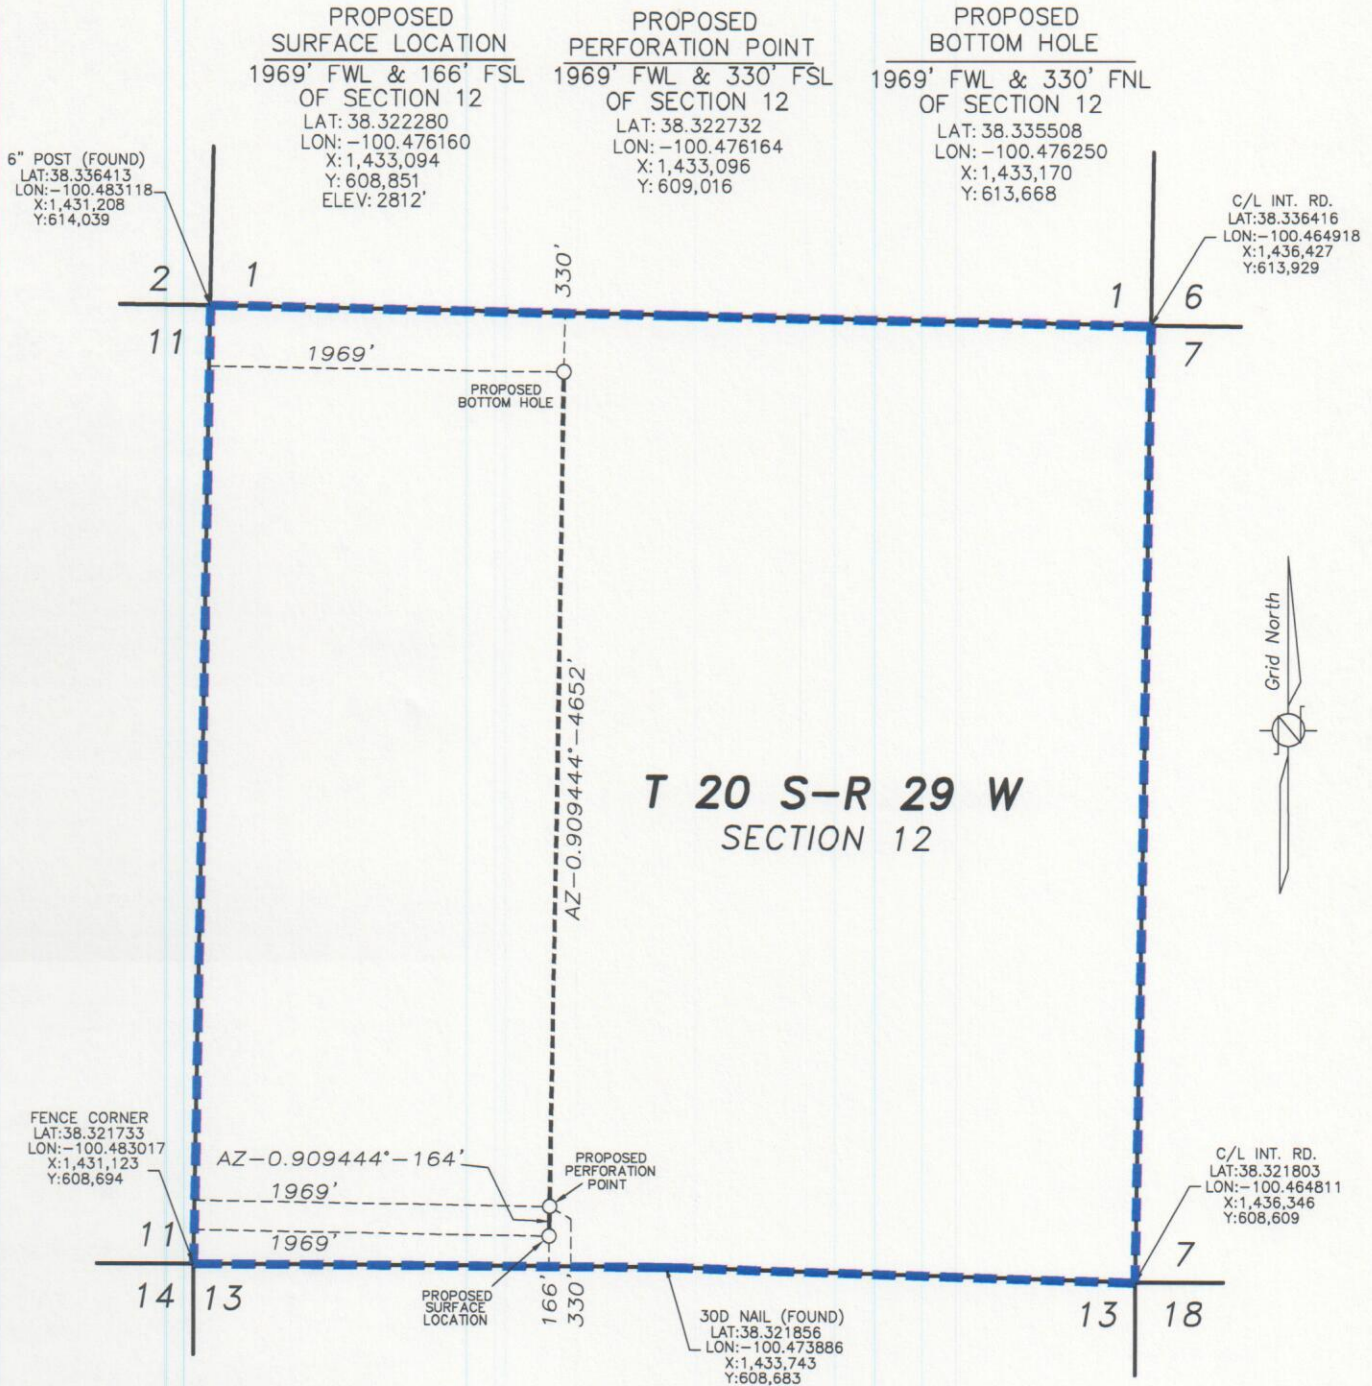 PROPOSED
SURFACE LOCATION
1969' FWL & 166' FSL
OF SECTION 12
LAT: 38.322280
LON: -100.476160
X: 1,433,094
Y: 608,851
ELEV: 2812'
PROPOSED
PERFORATION POINT
1969' FWL & 330' FSL
OF SECTION 12
LAT: 38.322732
LON: -100.476164
X: 1,433,096
Y: 609,016
PROPOSED
BOTTOM HOLE
1969' FWL & 330' FNL
OF SECTION 12
LAT: 38.335508
LON: -100.476250
X: 1,433,170
Y: 613,668
6" POST (FOUND)
LAT:38.336413
LON:-100.483118
X:1,431,208
Y:614,039
C/L INT. RD.
LAT:38.336416
LON:-100.464918
X:1,436,427
Y:613,929
2 1
11
330'
1 6
7
1969'
PROPOSED
BOTTOM HOLE
AZ-0.909444°-4652'
Grid North
T 20 S-R 29 W
SECTION 12
FENCE CORNER
LAT:38.321733
LON:-100.483017
X:1,431,123
Y:608,694
AZ-0.909444°-164'
PROPOSED
PERFORATION
POINT
1969'
1969'
C/L INT. RD.
LAT:38.321803
LON:-100.464811
X:1,436,346
Y:608,609
11
14 13
PROPOSED
SURFACE
LOCATION
166'
330'
30D NAIL (FOUND)
LAT:38.321856
LON:-100.473886
X:1,433,743
Y:608,683
7
13 18